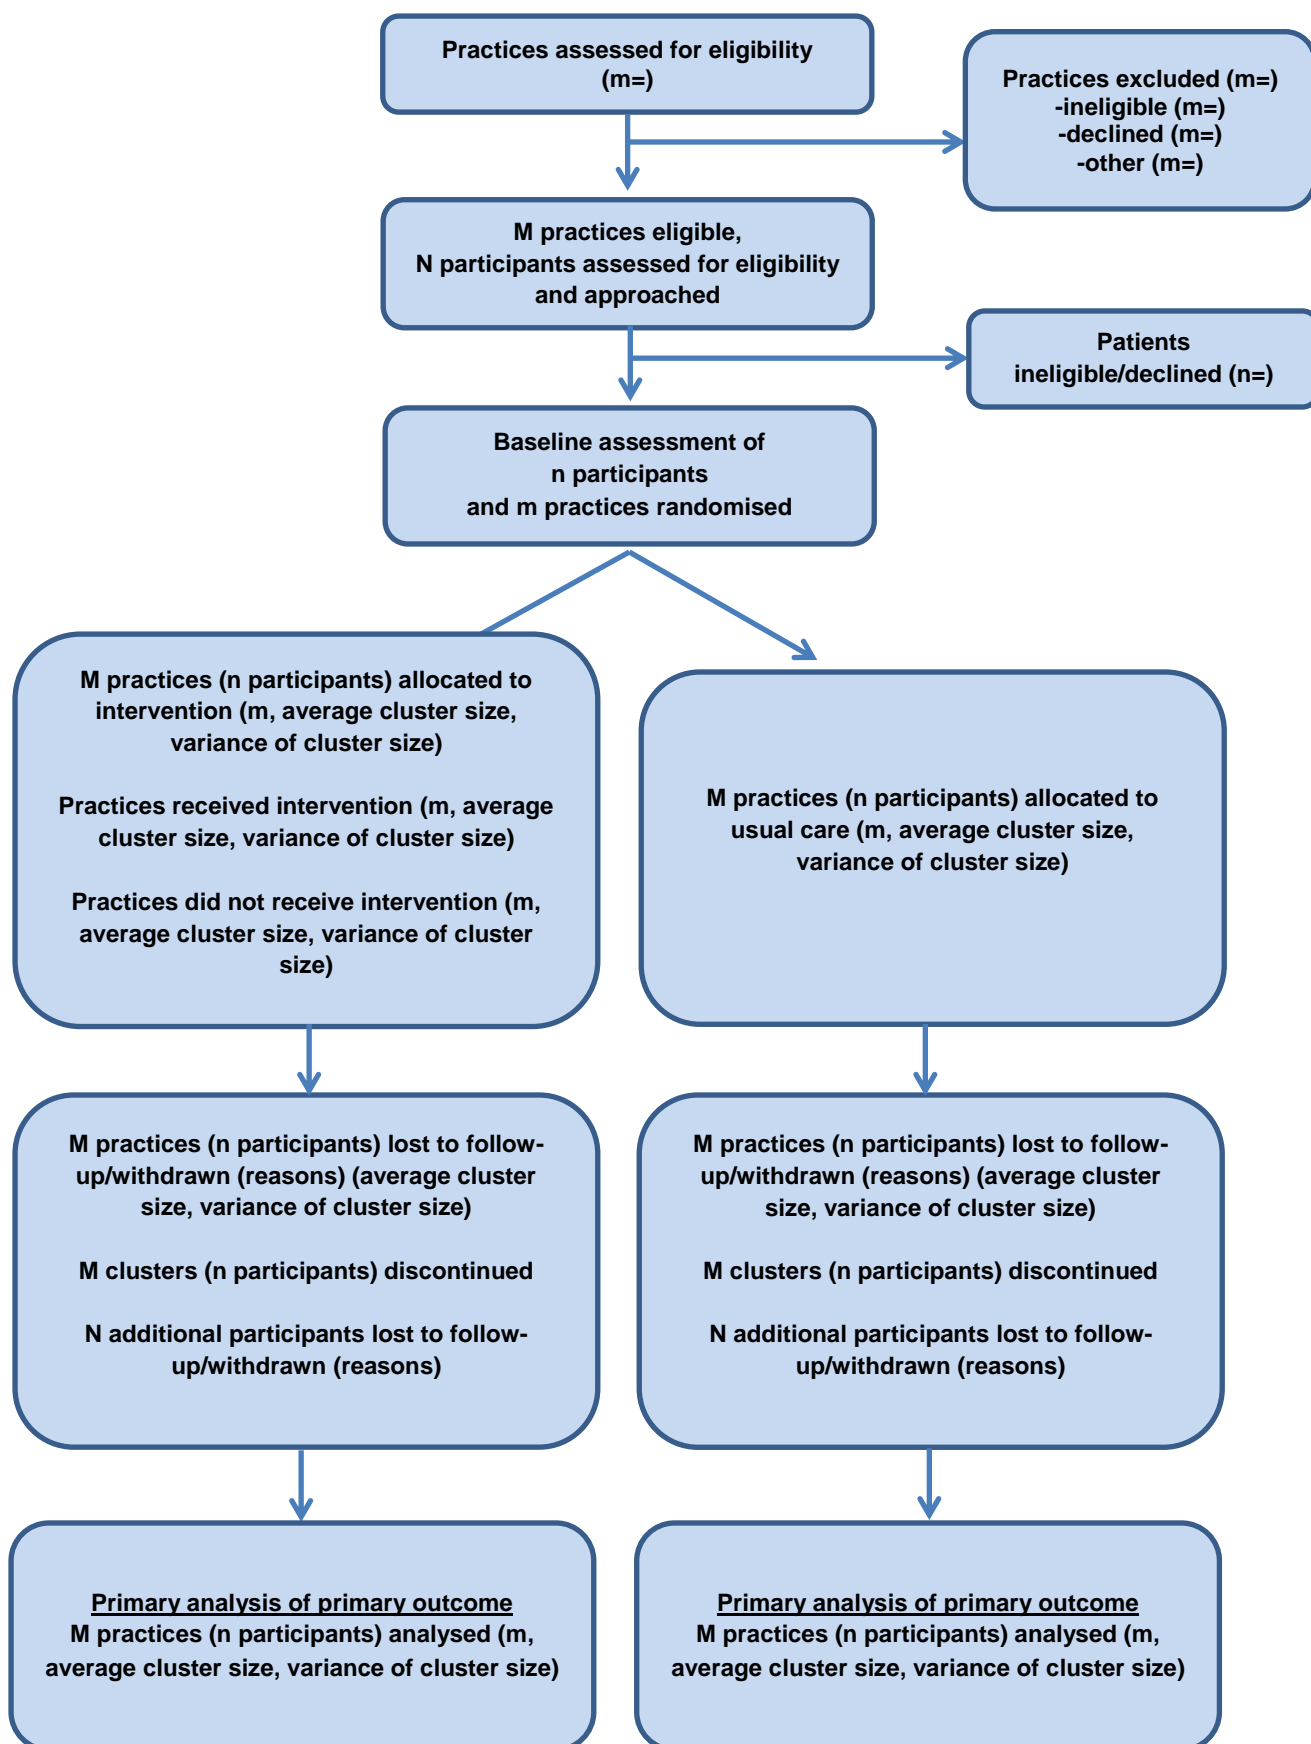 Practices assessed for eligibility
(m=)
Practices excluded (m=)
-ineligible (m=)
-declined (m=)
-other (m=)
M practices eligible,
N participants assessed for eligibility
and approached
Patients
ineligible/declined (n=)
Baseline assessment of
n participants
and m practices randomised
M practices (n participants) allocated to
intervention (m, average cluster size,
variance of cluster size)
Practices received intervention (m, average
cluster size, variance of cluster size)
Practices did not receive intervention (m,
average cluster size, variance of cluster
size)
M practices (n participants) allocated to
usual care (m, average cluster size,
variance of cluster size)
M practices (n participants) lost to follow-
up/withdrawn (reasons) (average cluster
size, variance of cluster size)
M clusters (n participants) discontinued
N additional participants lost to follow-
up/withdrawn (reasons)
M practices (n participants) lost to follow-
up/withdrawn (reasons) (average cluster
size, variance of cluster size)
M clusters (n participants) discontinued
N additional participants lost to follow-
up/withdrawn (reasons)
Primary analysis of primary outcome
M practices (n participants) analysed (m,
average cluster size, variance of cluster size)
Primary analysis of primary outcome
M practices (n participants) analysed (m,
average cluster size, variance of cluster size)